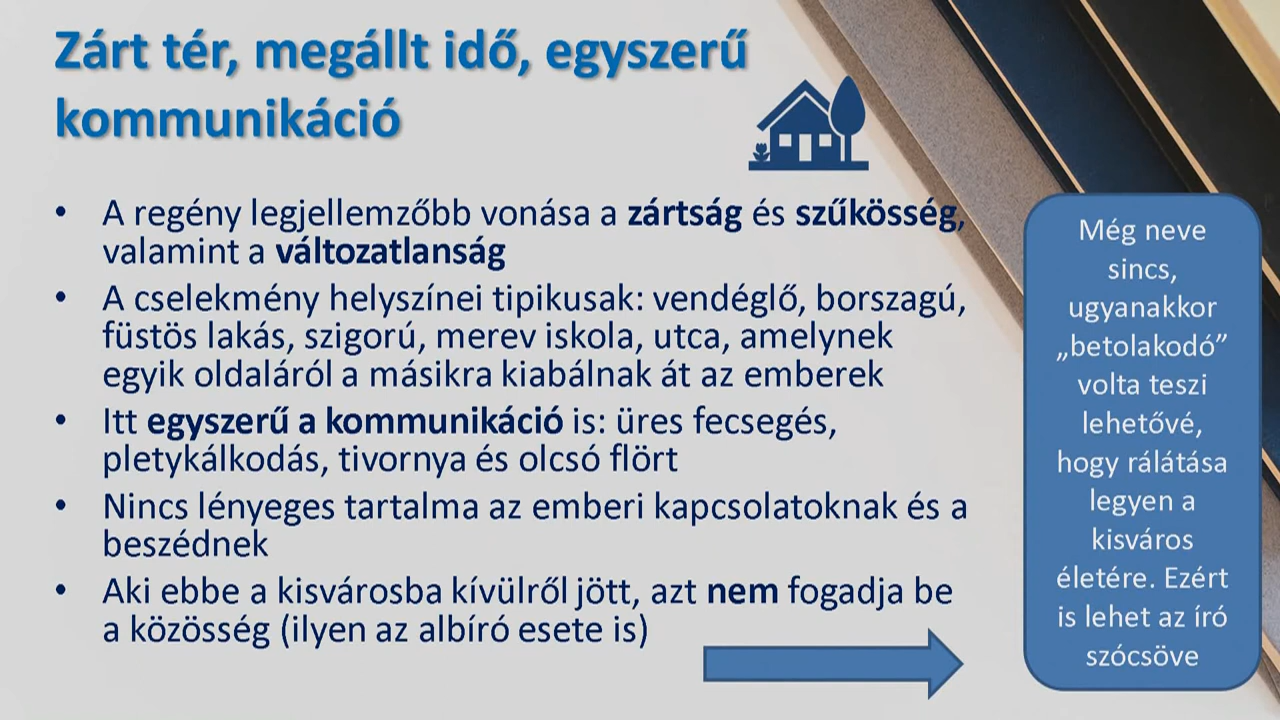 Zárt tér, megállt idő, egyszerű
kommunikáció
• A regény legjellemzőbb vonása a zártság és szűkösség,
valamint a változatlanság
• A cselekmény helyszínei tipikusak: vendéglő, borszagú,
füstös lakás, szigorú, merev iskola, utca, amelynek
egyik oldaláról a másikra kiabálnak át az emberek
• Itt egyszerű a kommunikáció is: üres fecsegés,
pletykálkodás, tivornya és olcsó flört
• Nincs lényeges tartalma az emberi kapcsolatoknak és a
beszédnek
• Aki ebbe a kisvárosba kívülről jött, azt nem fogadja be
a közösség (ilyen az albíró esete is)
Még neve
sincs,
ugyanakkor
„betolakodó”
volta teszi
lehetővé,
hogy rálátása
legyen a
kisváros
életére. Ezért
is lehet az író
szócsöve